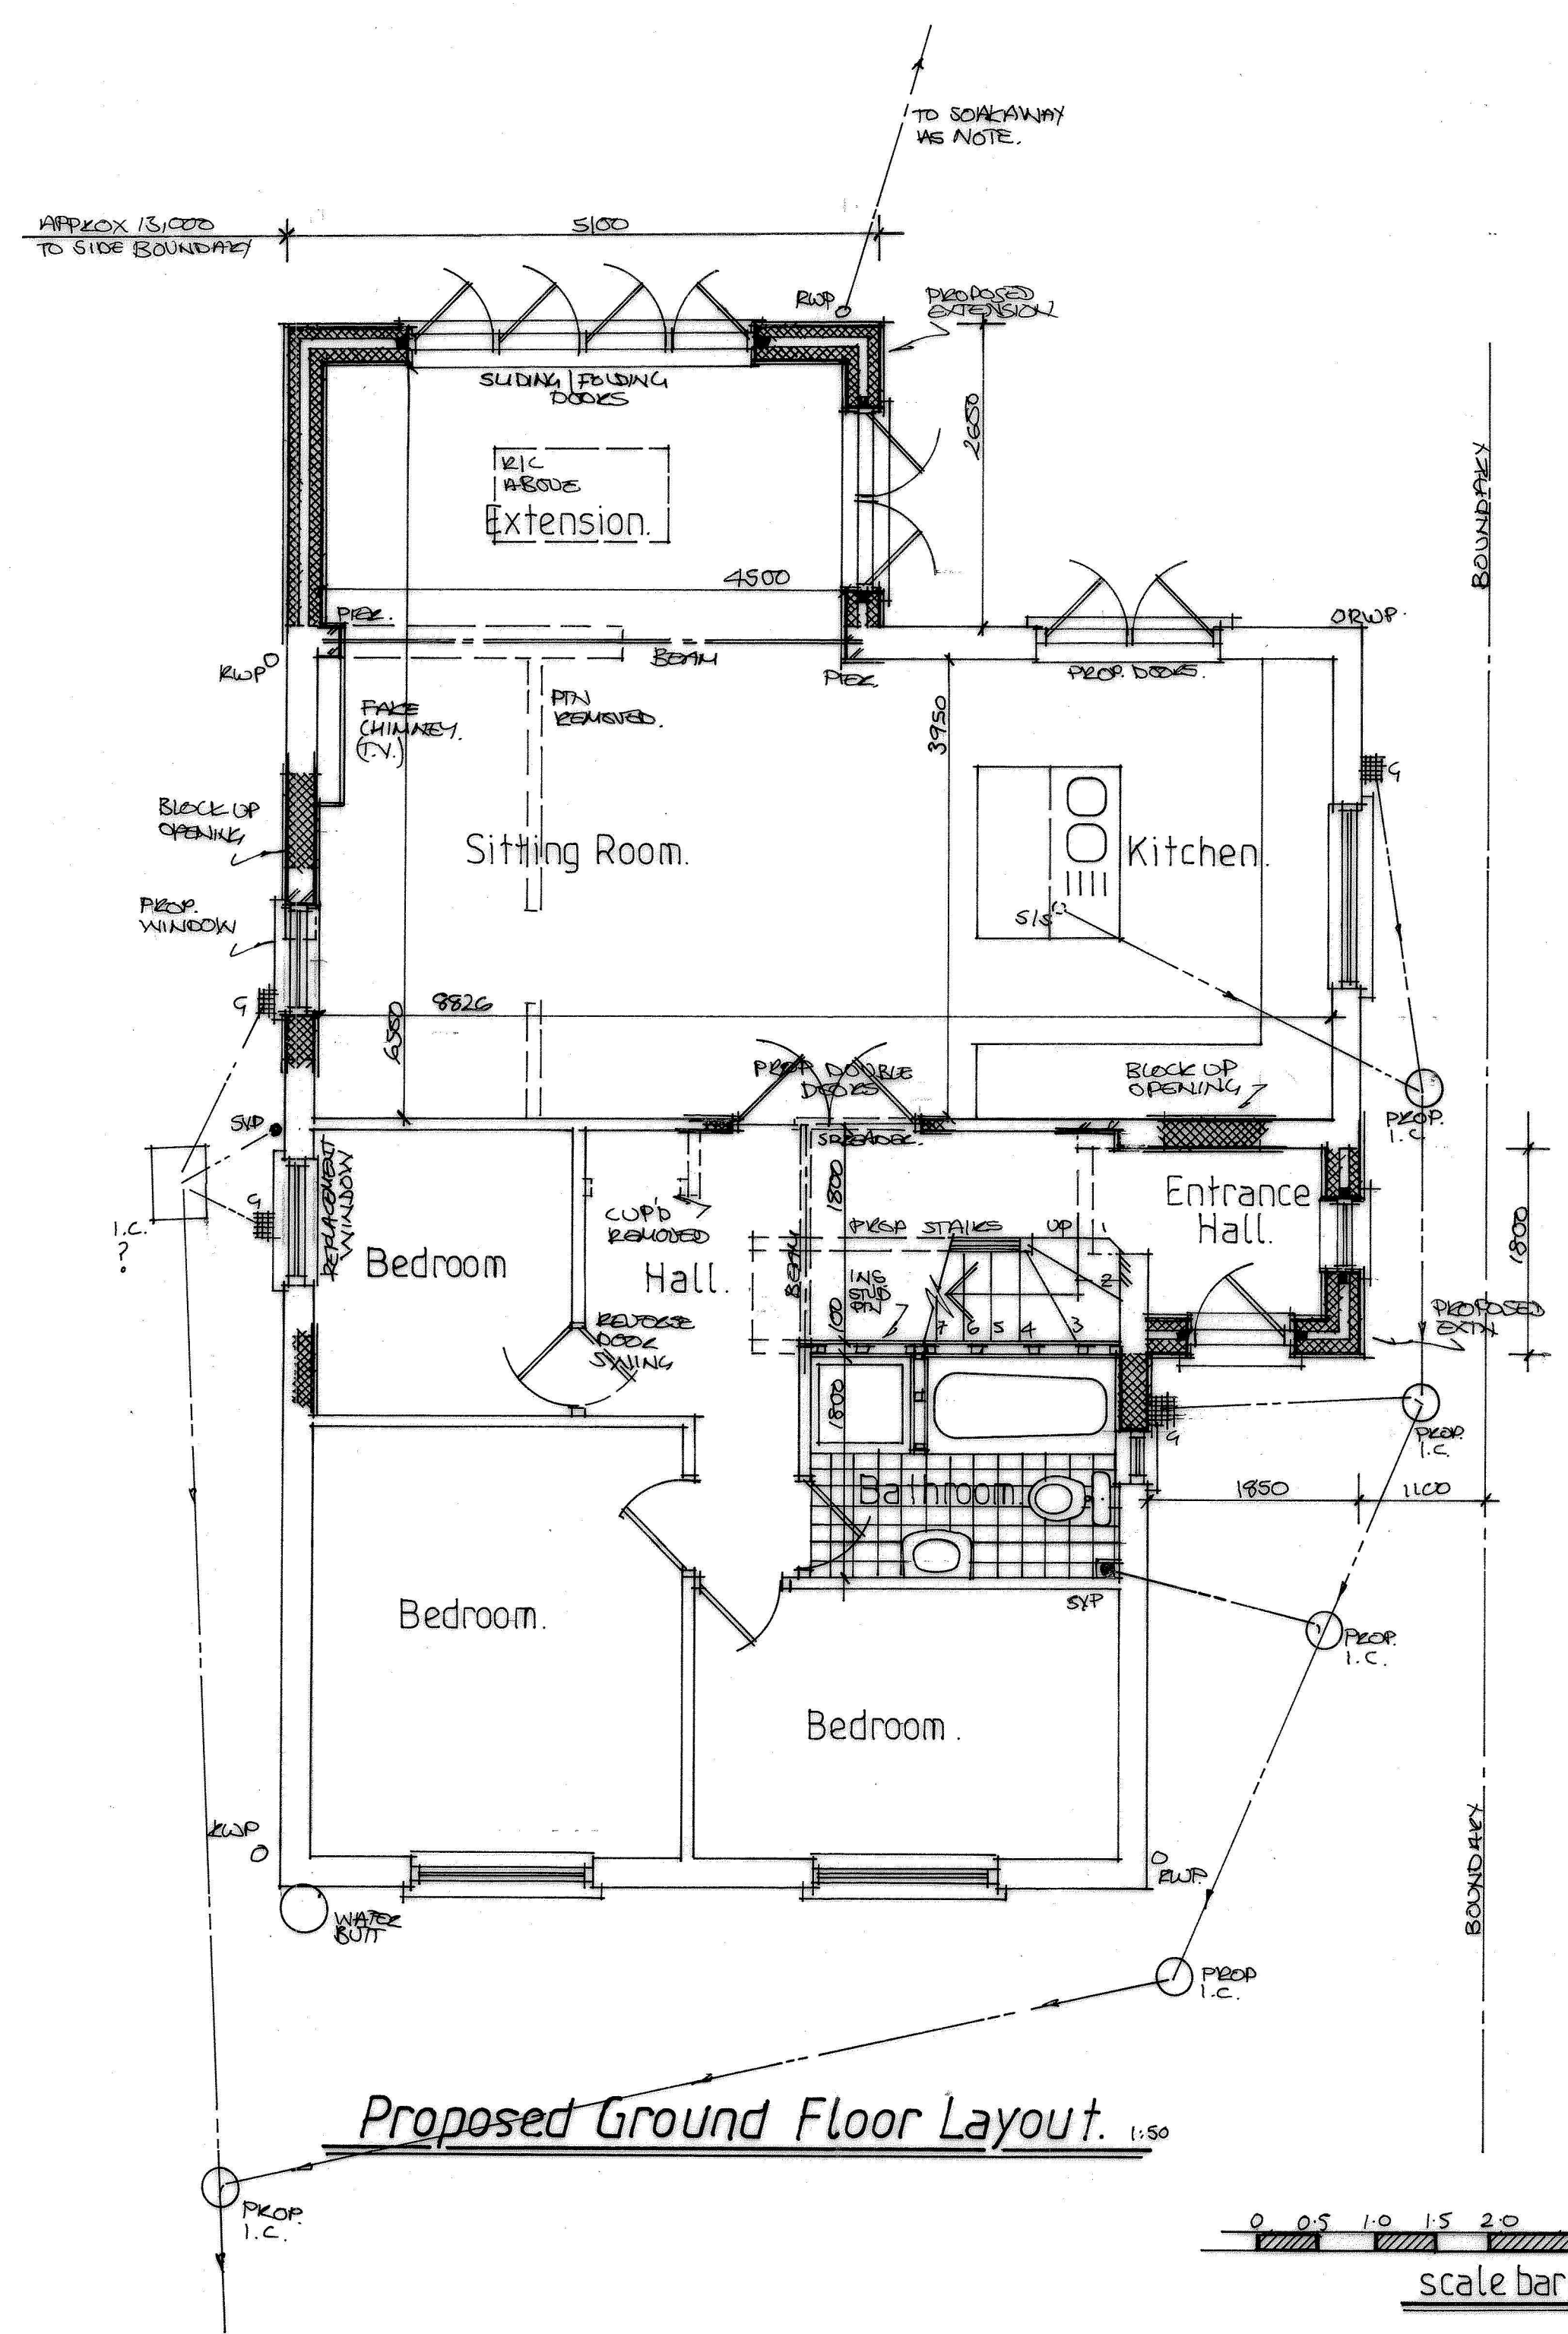 TO SOAKAWAY
AS NOTE.
APPROX 13,000
TO SIDE BOUNDARY
5100
RWP
PROPOSED
EXTENSION
SLIDING/FOLDING
DOORS
2650
BOUNDARY
R/L
ABOVE
Extension.
4500
PIER.
RWP
BEAM
PIER.
PROP. DOORS.
ORWP.
FAKE
CHIMNEY.
(T.V.)
PTN
REMOVED.
3950
G
BLOCK UP
OPENING
Sitting Room.
Kitchen.
PROP.
WINDOW
S/S
G
8826
6550
PROP DOUBLE
DOORS
BLOCK UP
OPENING
PROP.
I.C.
SVP
SPREADER.
REPLACEMENT
WINDOW
1800
Entrance
Hall.
1800
G
I.C.
?
CUP'D
REMOVED
PROP STAIRS
UP
1
Bedroom
Hall.
BEAM
INS
STUD
PTN
2
100
7
6
5
4
3
REVERSE
DOOR
SWING
PROPOSED
EXTN
1800
G
PROP.
I.C.
Bathroom.
1850
1100
SVP
PROP.
I.C.
Bedroom.
Bedroom.
RWP
RWP.
BOUNDARY
WATER
BUTT
PROP
I.C.
Proposed Ground Floor Layout. 1:50
PROP.
I.C.
0 0.5 1.0 1.5 2.0
scale bar